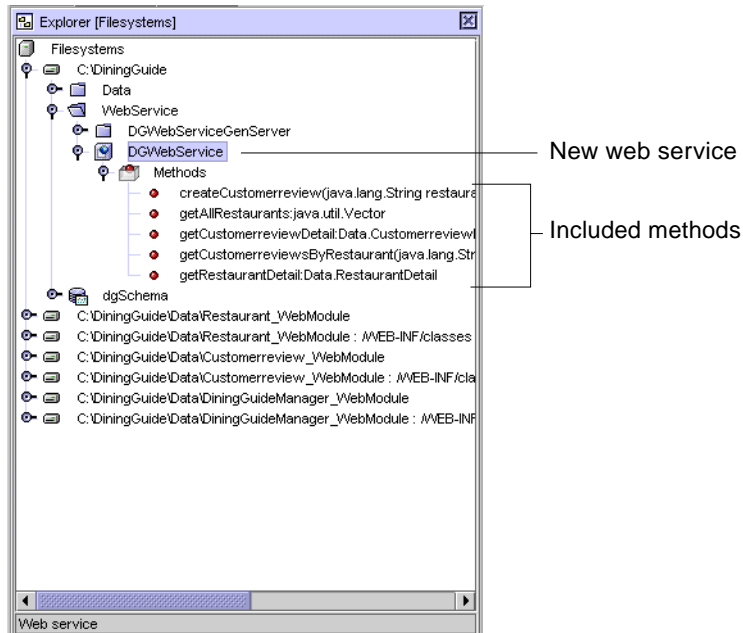 Explorer [Filesystems]
Filesystems
C:\DiningGuide
Data
WebService
DGWebServiceGenServer
DGWebService
New web service
Methods
createCustomerreview(java.lang.String restaura
getAllRestaurants:java.util.Vector
getCustomerreviewDetail:Data.Customerreview
Included methods
getCustomerreviewsByRestaurant(java.lang.Str
getRestaurantDetail:Data.RestaurantDetail
dgSchema
C:\DiningGuide\Data\Restaurant_WebModule
C:\DiningGuide\Data\Restaurant_WebModule : /WEB-INF/classes
C:\DiningGuide\Data\Customerreview_WebModule
C:\DiningGuide\Data\Customerreview_WebModule : /WEB-INF/cla
C:\DiningGuide\Data\DiningGuideManager_WebModule
C:\DiningGuide\Data\DiningGuideManager_WebModule : /WEB-INF
Web service